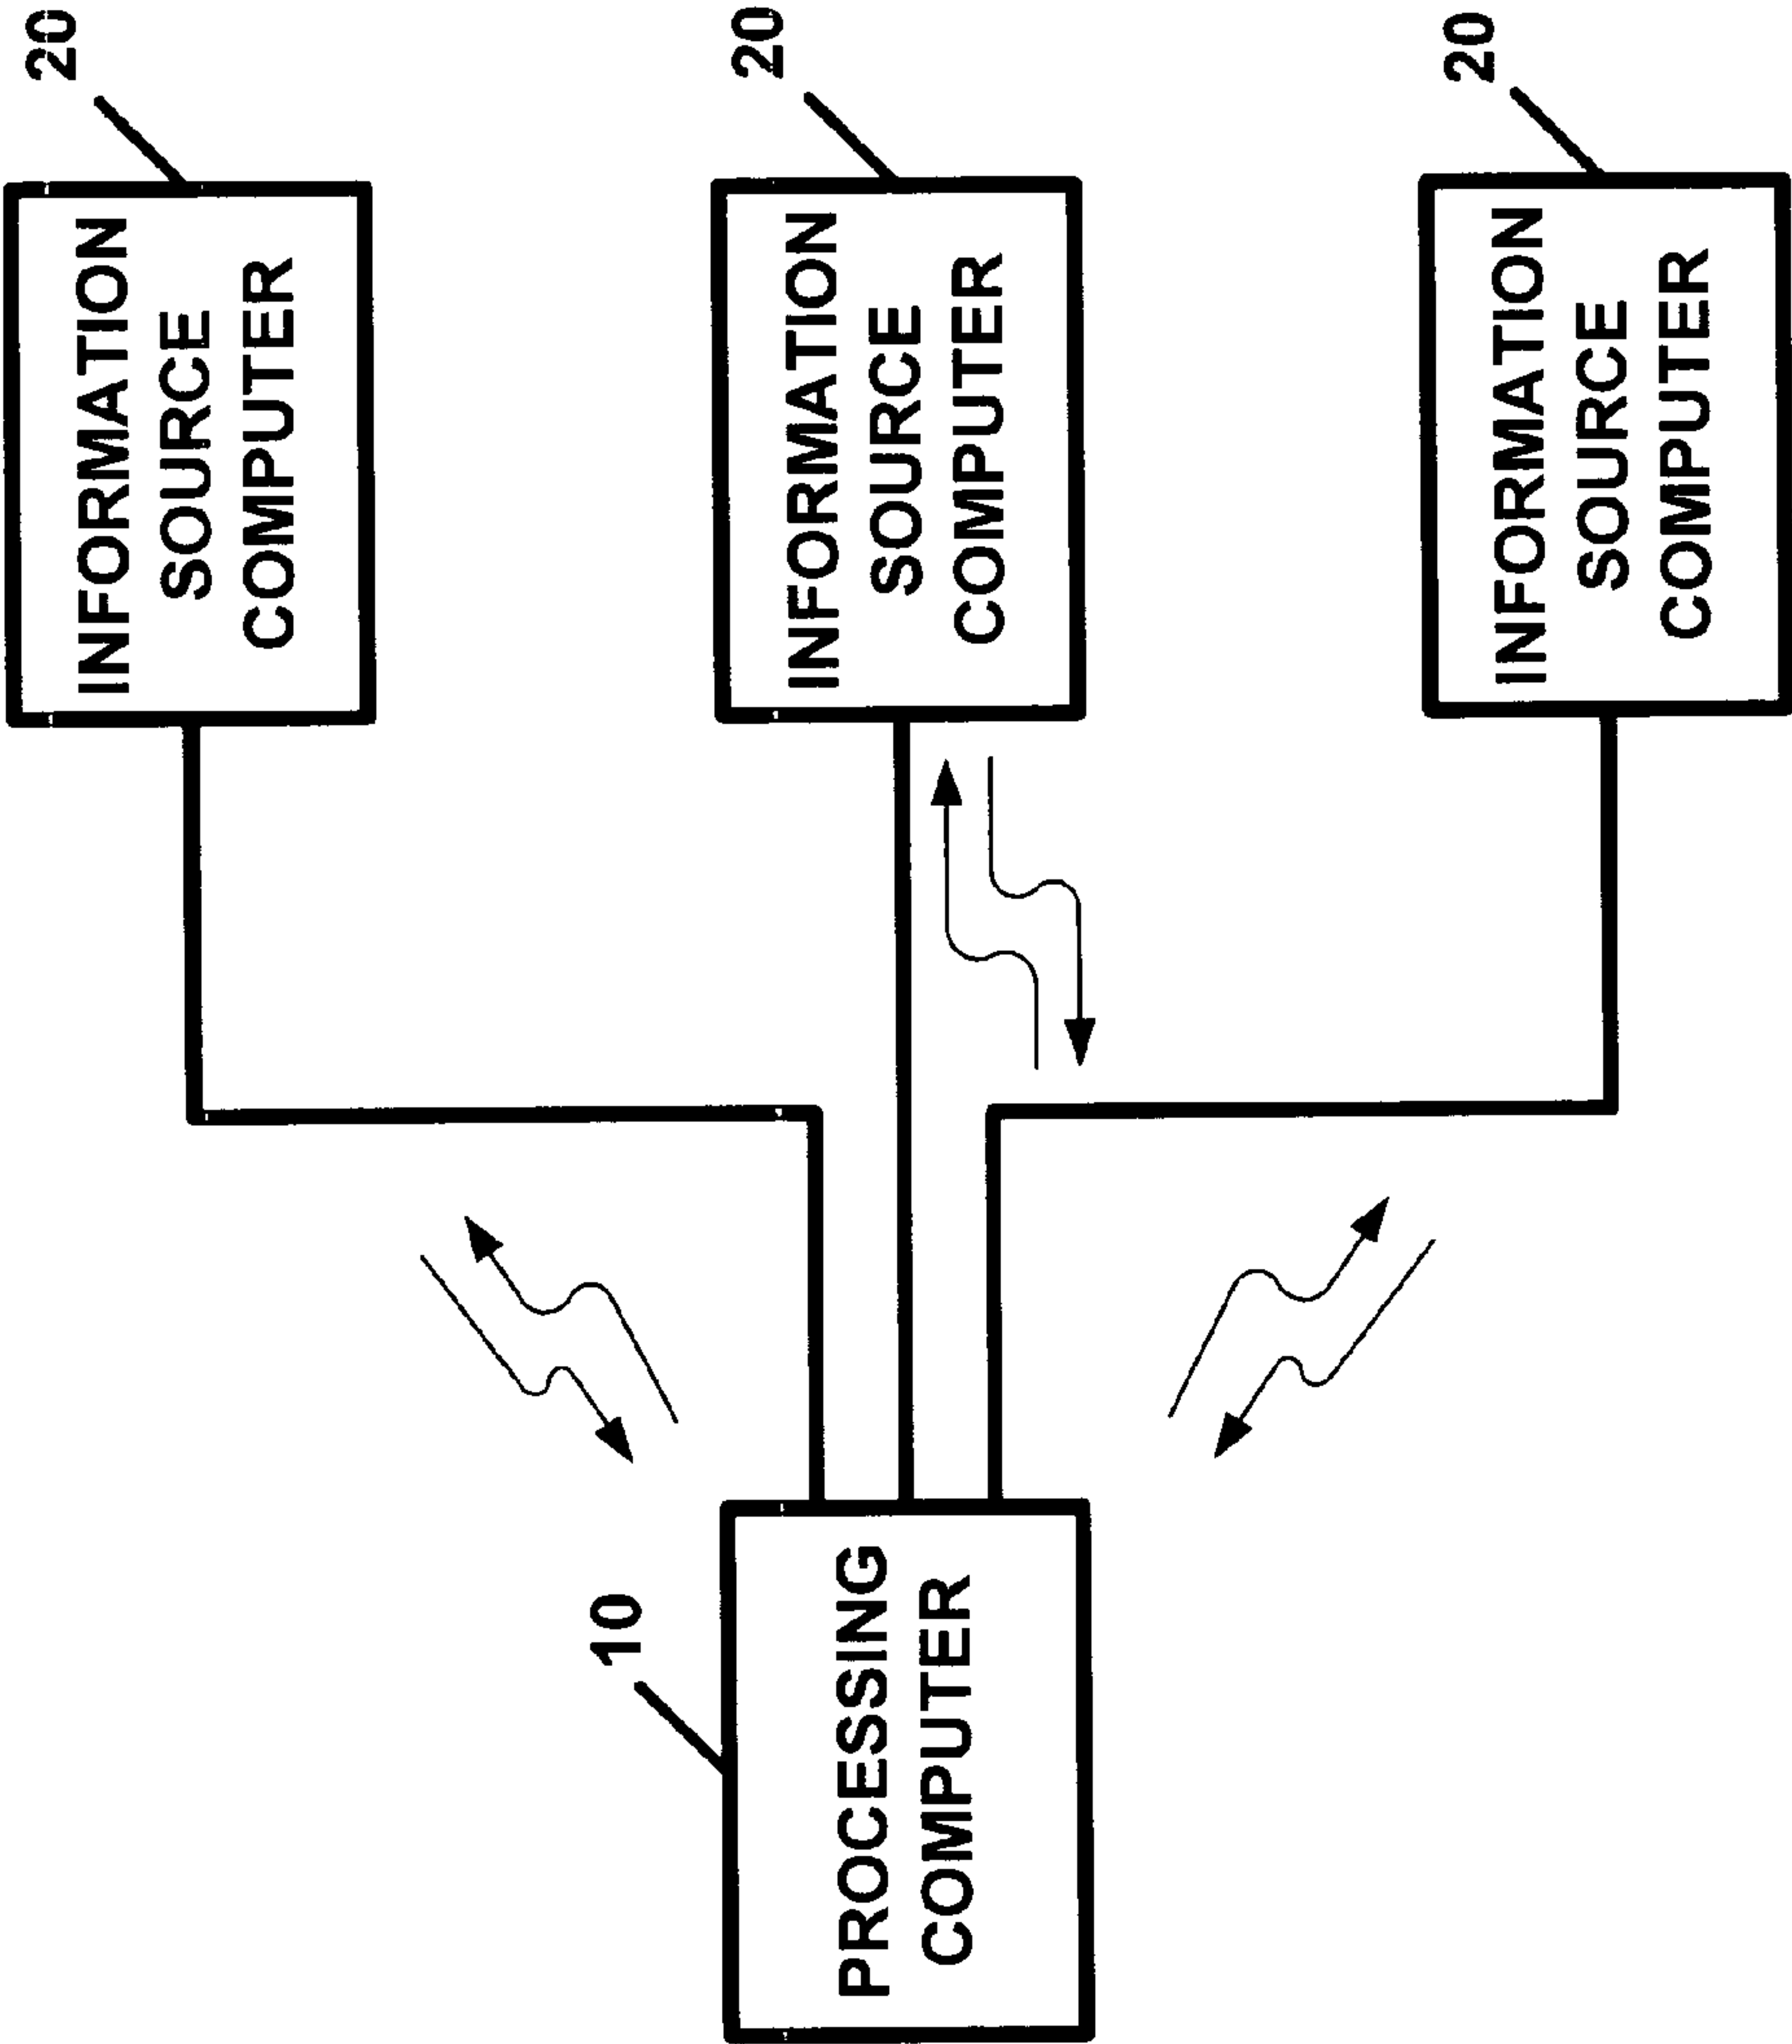 20
INFORMATION
SOURCE
COMPUTER
20
INFORMATION
SOURCE
COMPUTER
20
INFORMATION
SOURCE
COMPUTER
10
PROCESSING
COMPUTER